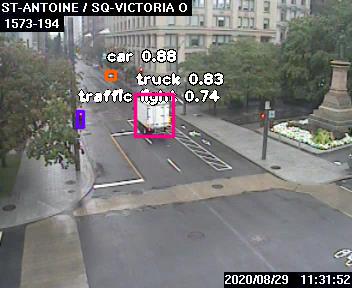 ST-ANTOINE / SQ-VICTORIA O
1573-194
car 0.88
truck 0.83
traffic light 0.74
2020/08/29 11:31:52